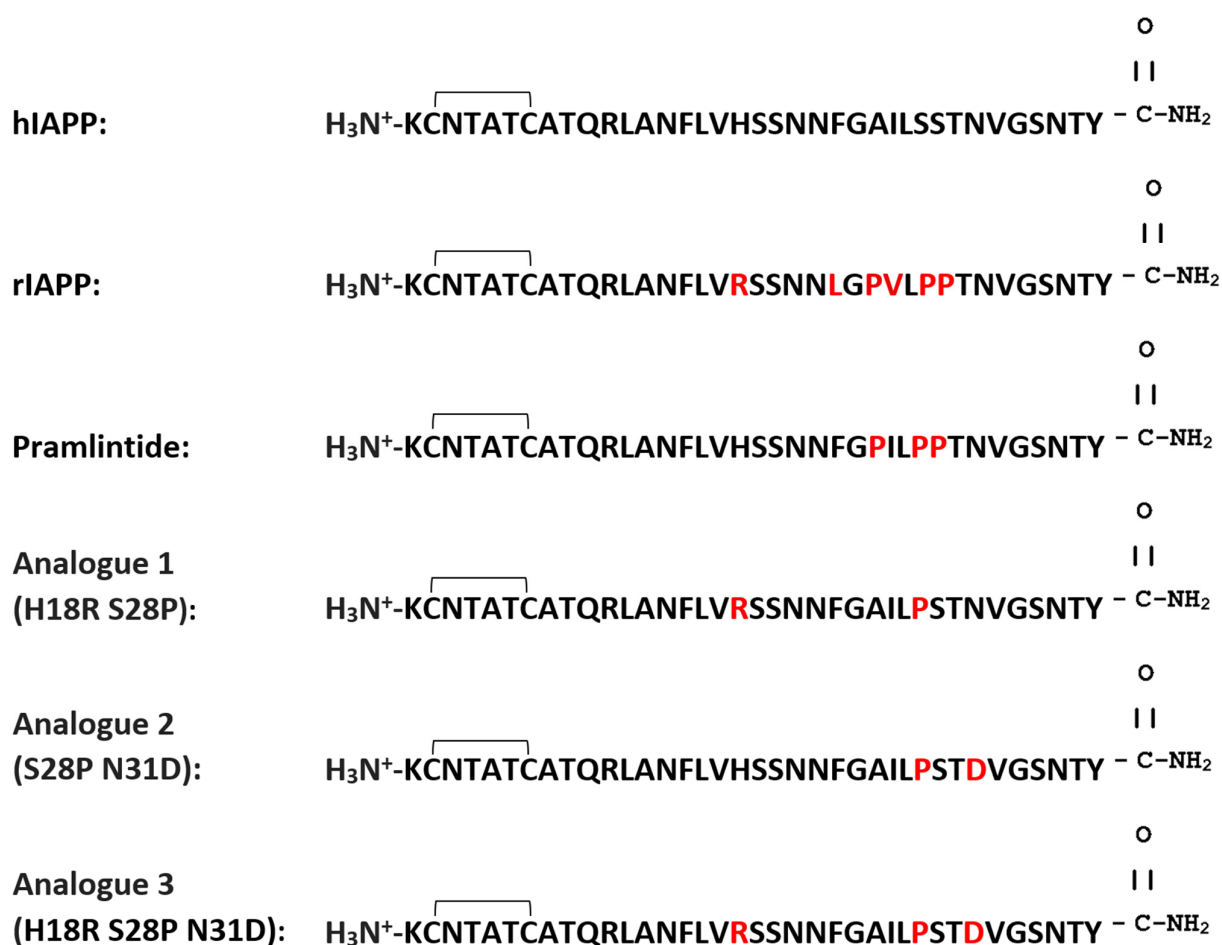 O
||
hIAPP: H₃N⁺-KCNTATCATQRLANFLVHSSNNFGAILSSTNVGSNTY – C–NH₂
O
||
rIAPP: H₃N⁺-KCNTATCATQRLANFLVRSSNNLGPVLPPTNVGSNTY – C–NH₂
O
||
Pramlintide: H₃N⁺-KCNTATCATQRLANFLVHSSNNFGPILPPTNVGSNTY – C–NH₂
O
||
Analogue 1
(H18R S28P): H₃N⁺-KCNTATCATQRLANFLVRSSNNFGAILPSTNVGSNTY – C–NH₂
O
||
Analogue 2
(S28P N31D): H₃N⁺-KCNTATCATQRLANFLVHSSNNFGAILPSTDVGSNTY – C–NH₂
O
||
Analogue 3
(H18R S28P N31D): H₃N⁺-KCNTATCATQRLANFLVRSSNNFGAILPSTDVGSNTY – C–NH₂